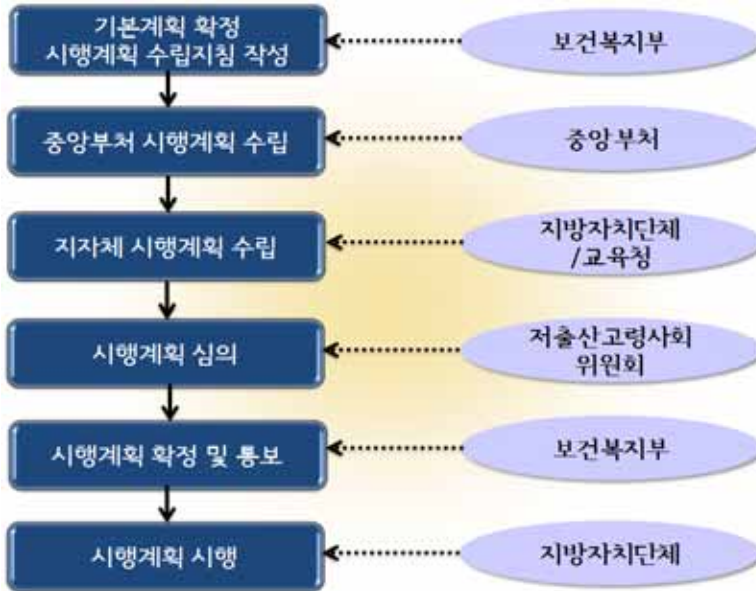 기본계획 확정
시행계획 수립지침 작성
보건복지부
중앙부처 시행계획 수립
중앙부처
지자체 시행계획 수립
지방자치단체
/교육청
시행계획 심의
저출산고령사회
위원회
시행계획 확정 및 통보
보건복지부
시행계획 시행
지방자치단체